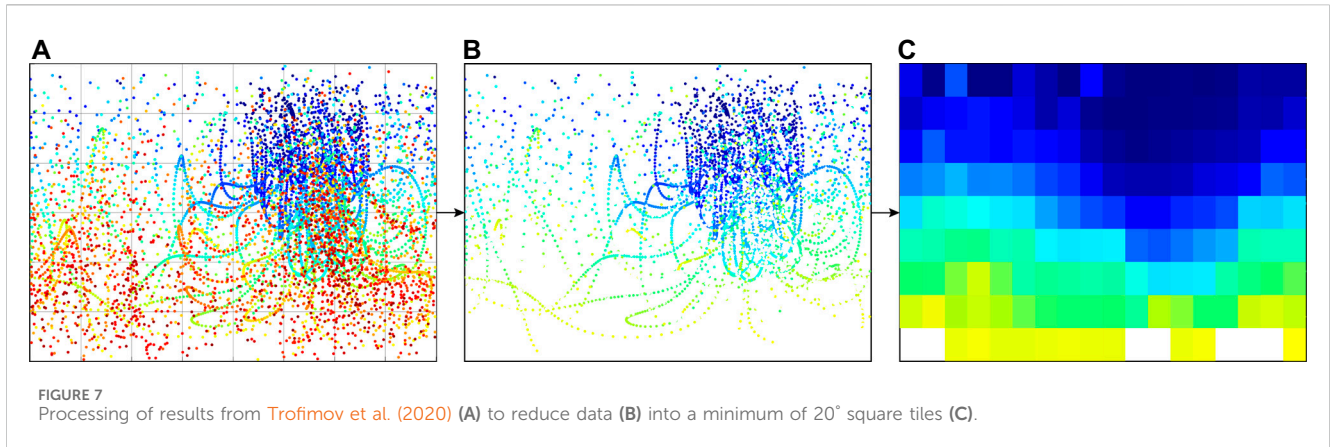 A
B
C
FIGURE 7
Processing of results from Trofimov et al. (2020) (A) to reduce data (B) into a minimum of 20° square tiles (C).